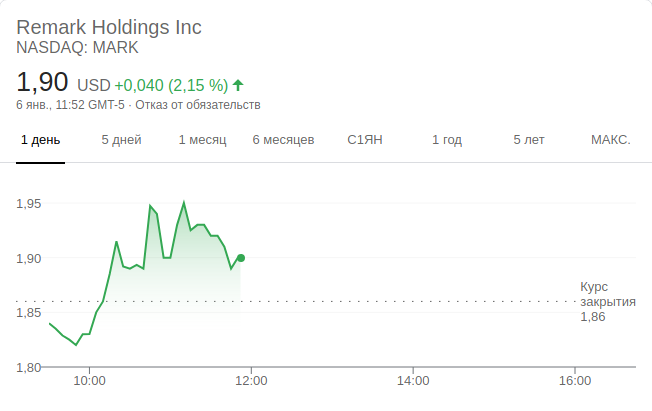 Remark Holdings Inc
NASDAQ: MARK
1,90 USD +0,040 (2,15 %)
6 янв., 11:52 GMT-5 · Отказ от обязательств
1 день 5 дней 1 месяц 6 месяцев С1ЯН 1 год 5 лет МАКС.
1,95
1,90
1,85
1,80
Курс
закрытия
1,86
10:00 12:00 14:00 16:00